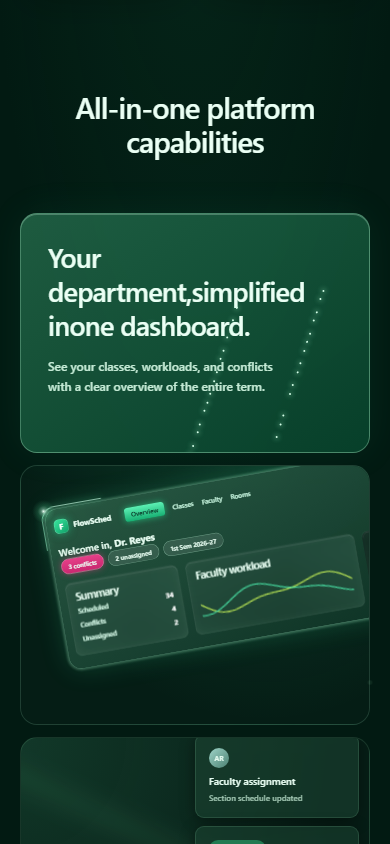 All-in-one platform
capabilities
Your
department,simplified
inone dashboard.
See your classes, workloads, and conflicts
with a clear overview of the entire term.
F FlowSched Overview Classes Faculty Rooms
Welcome in, Dr. Reyes
3 conflicts 2 unassigned 1st Sem 2026-27
Summary
Scheduled 34
Conflicts 4
Unassigned 2
Faculty workload
AR
Faculty assignment
Section schedule updated